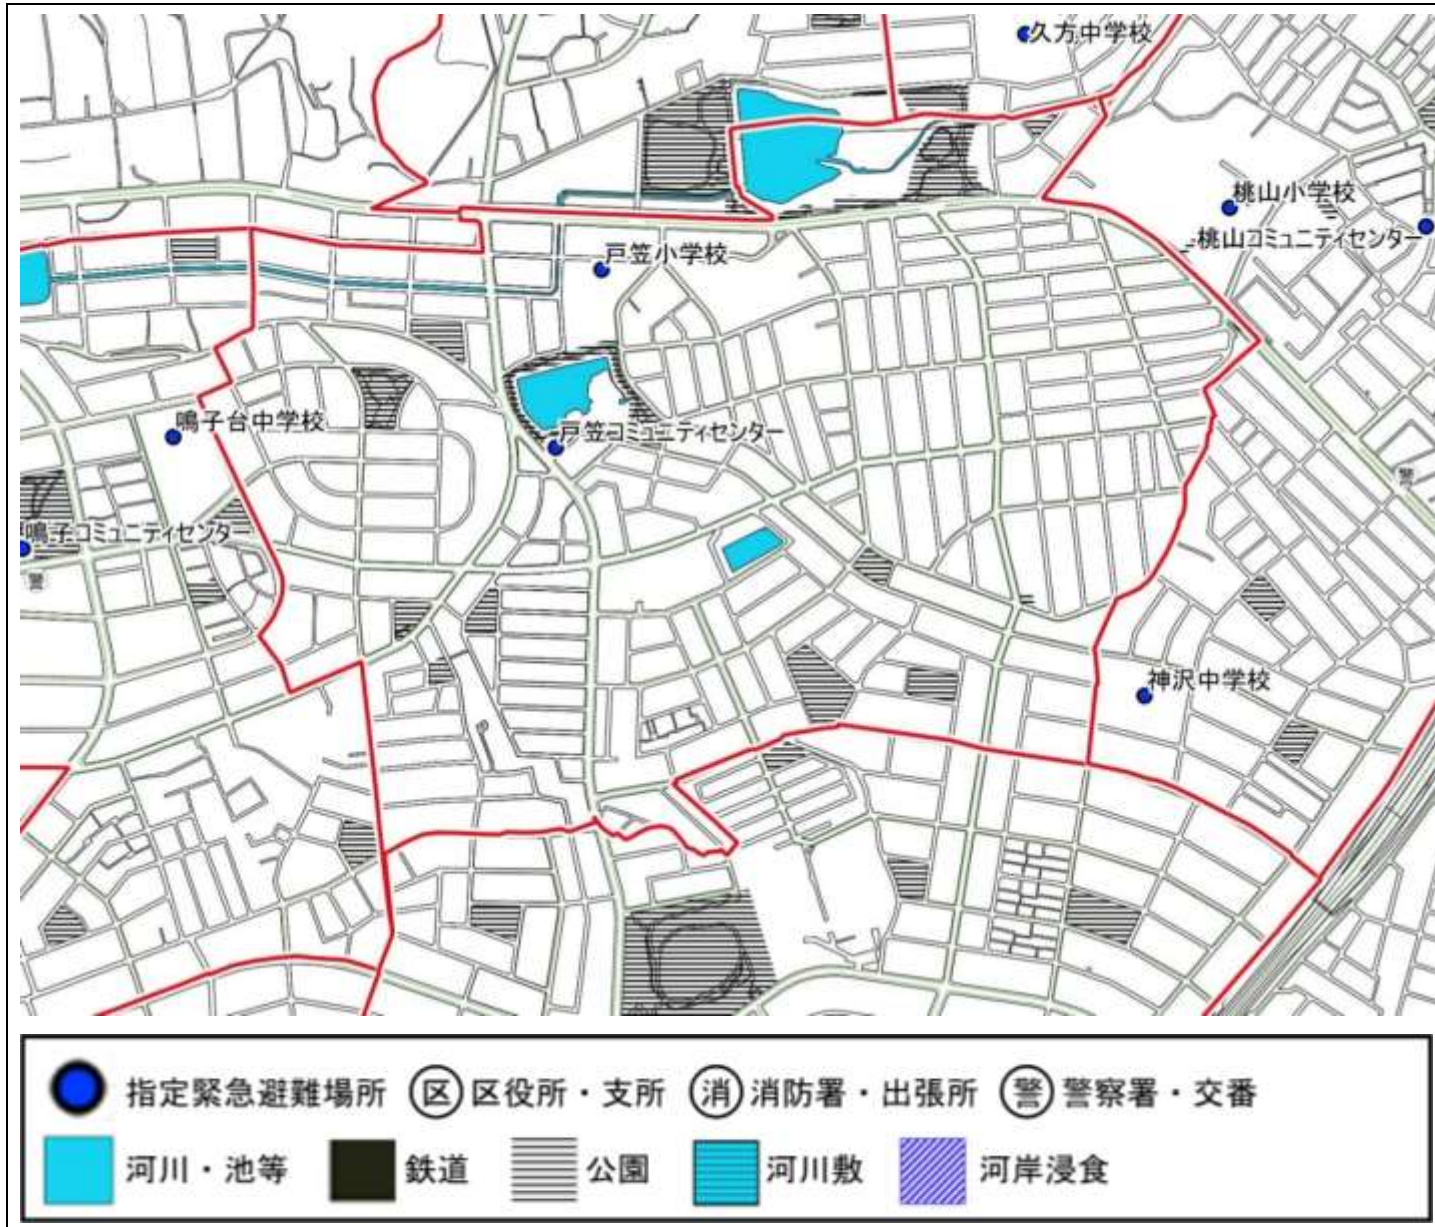 久方中学校
桃山小学校
桃山コミュニティセンター
戸笠小学校
鳴子台中学校
戸笠コミュニティセンター
警
鳴子コミュニティセンター
警
神沢中学校
指定緊急避難場所 区 区役所・支所 消 消防署・出張所 警 警察署・交番
河川・池等 鉄道 公園 河川敷 河岸浸食